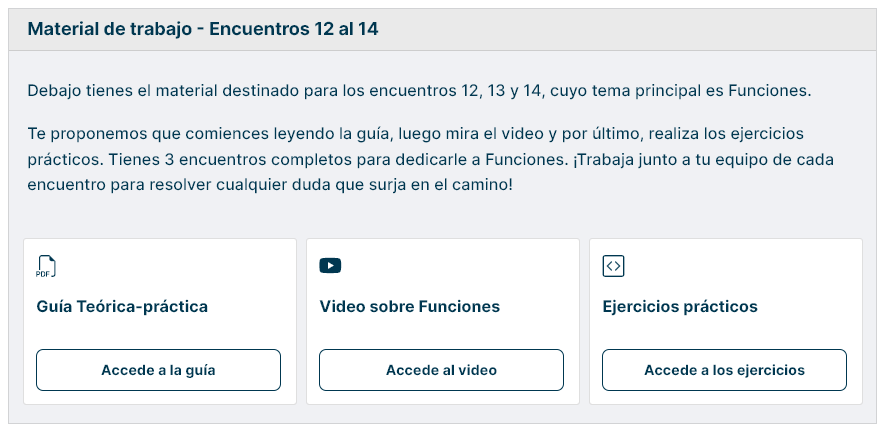 Material de trabajo - Encuentros 12 al 14
Debajo tienes el material destinado para los encuentros 12, 13 y 14, cuyo tema principal es Funciones.
Te proponemos que comiences leyendo la guía, luego mira el video y por último, realiza los ejercicios
prácticos. Tienes 3 encuentros completos para dedicarle a Funciones. ¡Trabaja junto a tu equipo de cada
encuentro para resolver cualquier duda que surja en el camino!
PDF
Guía Teórica-práctica
Accede a la guía
Video sobre Funciones
Accede al video
Ejercicios prácticos
Accede a los ejercicios